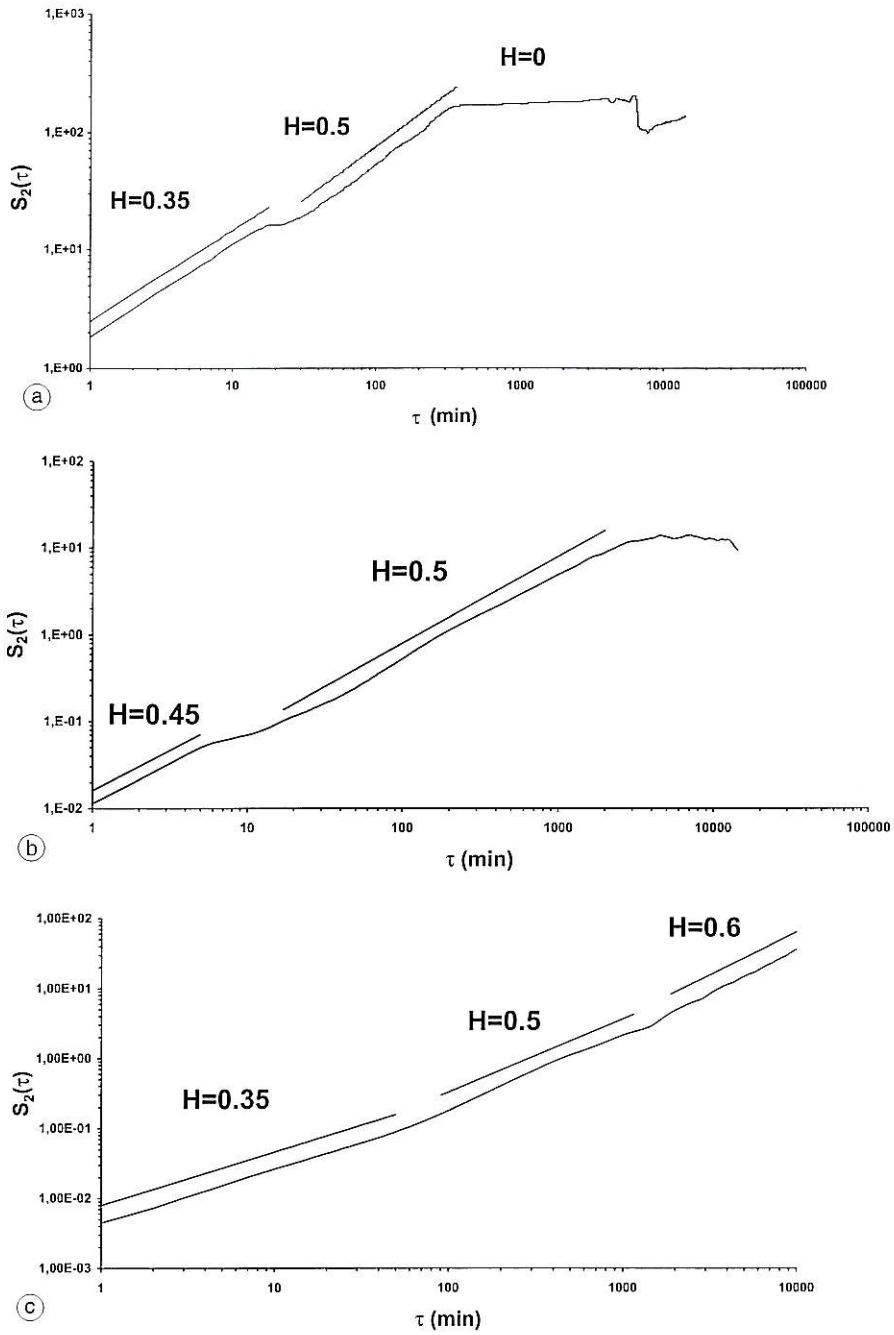 1,E+03
H=0
1,E+02
H=0.5
S₂(τ)
H=0.35
1,E+01
1,E+00
1 10 100 1000 10000 100000
a
τ (min)
1,E+02
1,E+01
H=0.5
S₂(τ)
1,E+00
H=0.45
1,E-01
1,E-02
1 10 100 1000 10000 100000
b
τ (min)
1,00E+02
H=0.6
1,00E+01
H=0.5
S₂(τ)
1,00E+00
H=0.35
1,00E-01
1,00E-02
1,00E-03
1 10 100 1000 10000
c
τ (min)